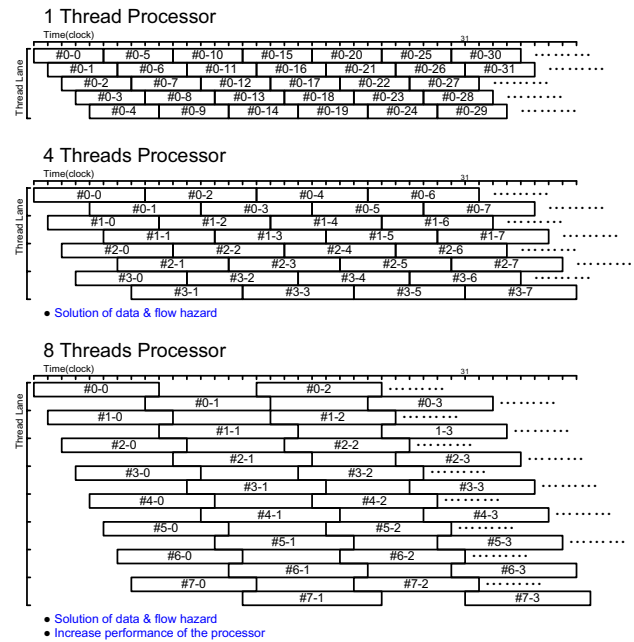 1 Thread Processor
Time(clock)
31
Thread Lane
#0-0 #0-5 #0-10 #0-15 #0-20 #0-25 #0-30 ·········
#0-1 #0-6 #0-11 #0-16 #0-21 #0-26 #0-31 ·········
#0-2 #0-7 #0-12 #0-17 #0-22 #0-27 ·········
#0-3 #0-8 #0-13 #0-18 #0-23 #0-28 ·········
#0-4 #0-9 #0-14 #0-19 #0-24 #0-29 ·········
4 Threads Processor
Time(clock)
31
Thread Lane
#0-0 #0-2 #0-4 #0-6 ·········
#0-1 #0-3 #0-5 #0-7 ·········
#1-0 #1-2 #1-4 #1-6 ·········
#1-1 #1-3 #1-5 #1-7 ·········
#2-0 #2-2 #2-4 #2-6 ·········
#2-1 #2-3 #2-5 #2-7 ·········
#3-0 #3-2 #3-4 #3-6 ·········
#3-1 #3-3 #3-5 #3-7
● Solution of data & flow hazard
8 Threads Processor
Time(clock)
31
Thread Lane
#0-0 #0-2 ·········
#0-1 #0-3 ·········
#1-0 #1-2 ·········
#1-1 1-3 ·········
#2-0 #2-2 ·········
#2-1 #2-3 ·········
#3-0 #3-2 ·········
#3-1 #3-3 ·········
#4-0 #4-2 ·········
#4-1 #4-3 ·········
#5-0 #5-2 ·········
#5-1 #5-3 ·········
#6-0 #6-2 ·········
#6-1 #6-3
#7-0 #7-2 ·········
#7-1 #7-3
● Solution of data & flow hazard
● Increase performance of the processor